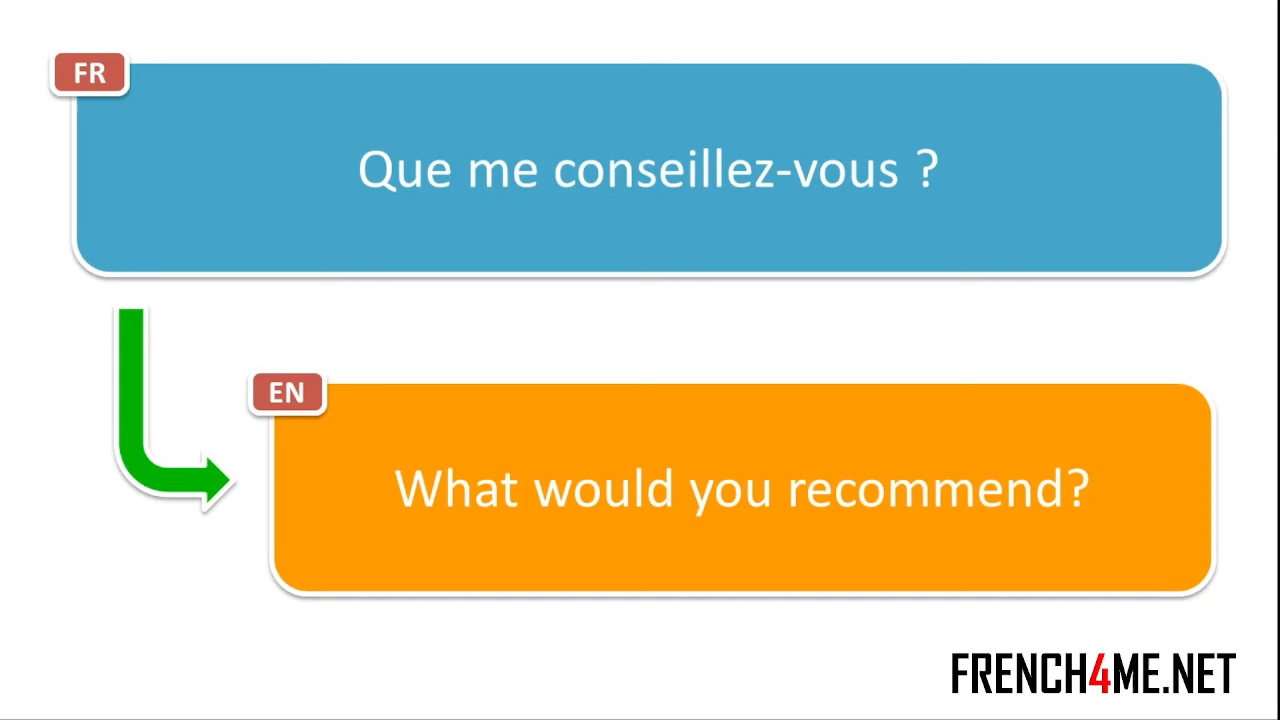 FR
Que me conseillez-vous ?
EN
What would you recommend?
FRENCH4ME.NET